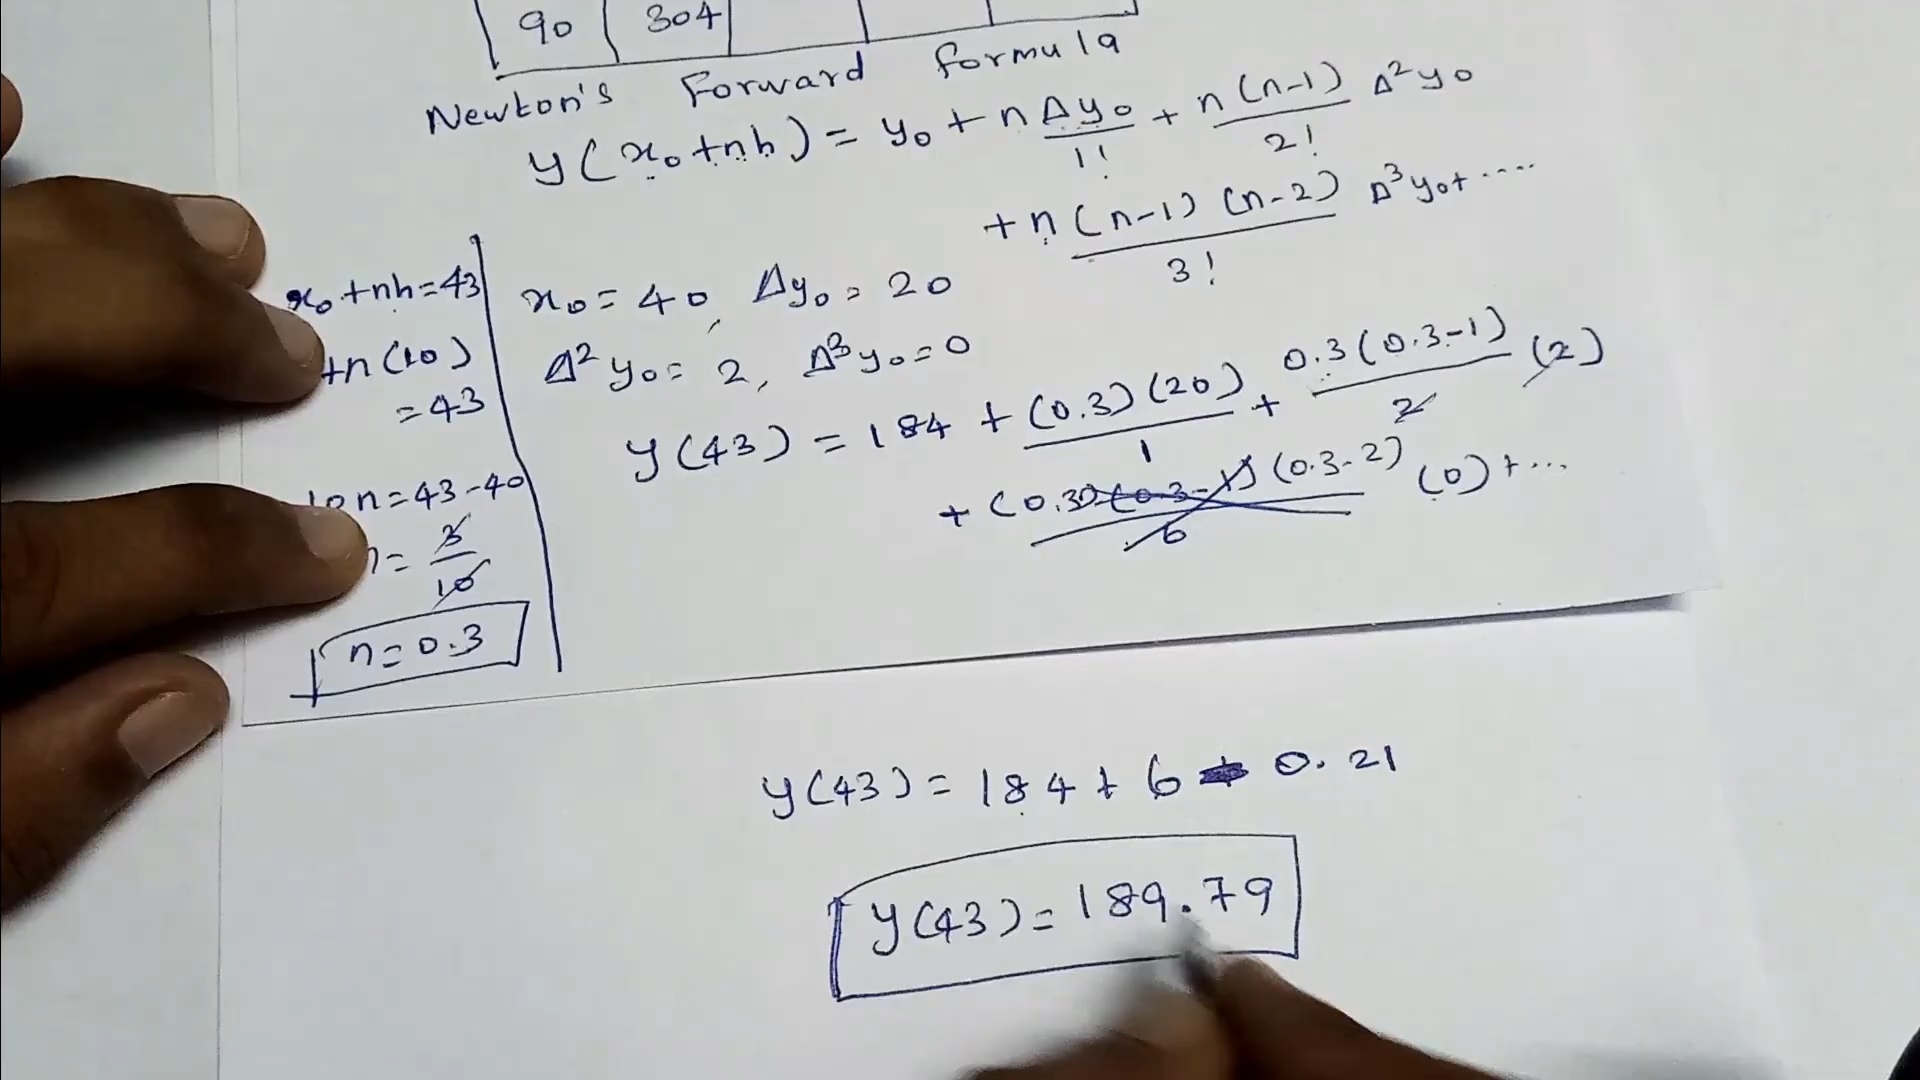 90 304
Newton's Forward formula
y(x₀+nh) = y₀ + n Δy₀/1! + n(n-1)/2! Δ²y₀
+ n(n-1)(n-2)/3! Δ³y₀+....
x₀+nh=43
+n(10)
=43
n=43-40
= 3/10
n=0.3
x₀=40, Δy₀=20
Δ²y₀=2, Δ³y₀=0
y(43) = 184 + (0.3)(20)/1 + 0.3(0.3-1)/2 (2)
+ (0.3)(0.3-1)(0.3-2)/6 (0)+...
y(43)=184+6-0.21
y(43)=189.79